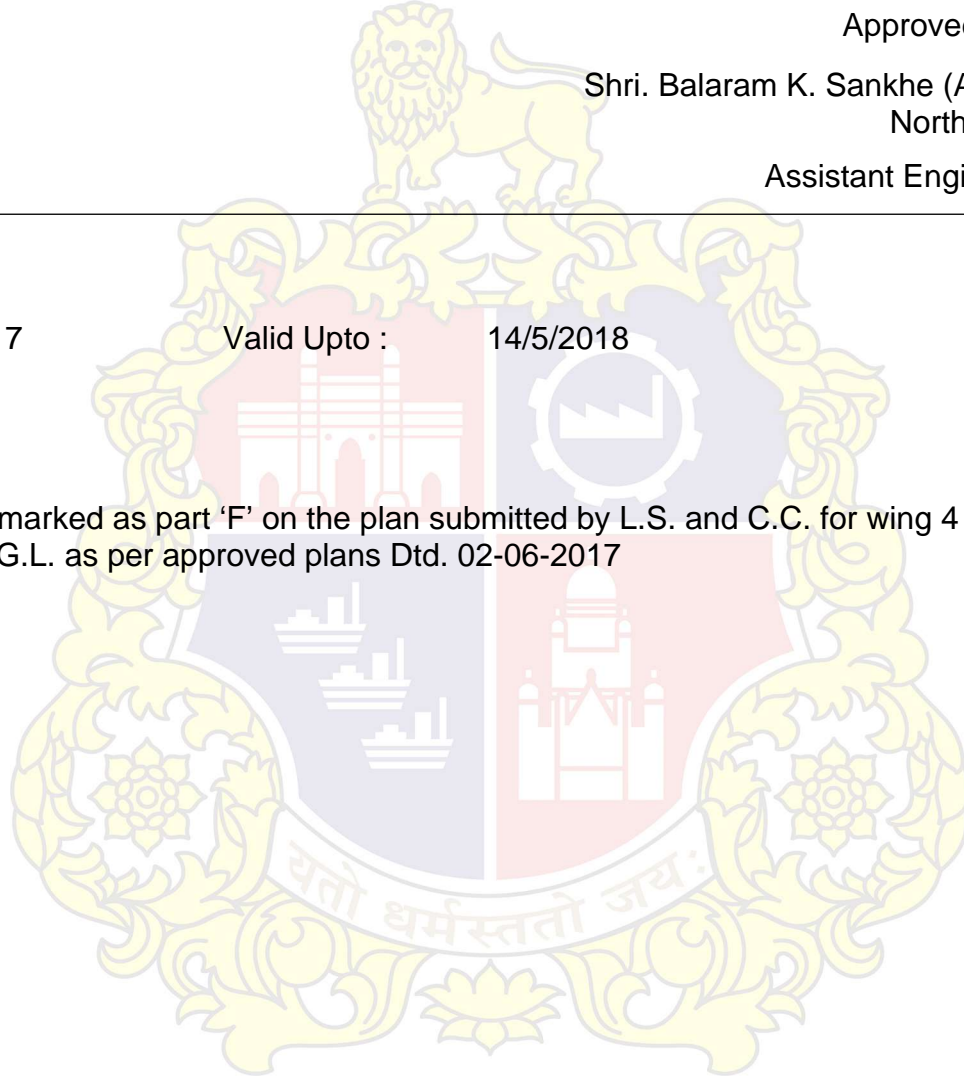 Approved
Shri. Balaram K. Sankhe (A
North
Assistant Engi
7 Valid Upto : 14/5/2018
marked as part ‘F’ on the plan submitted by L.S. and C.C. for wing 4
G.L. as per approved plans Dtd. 02-06-2017
यतो धर्मस्ततो जय: